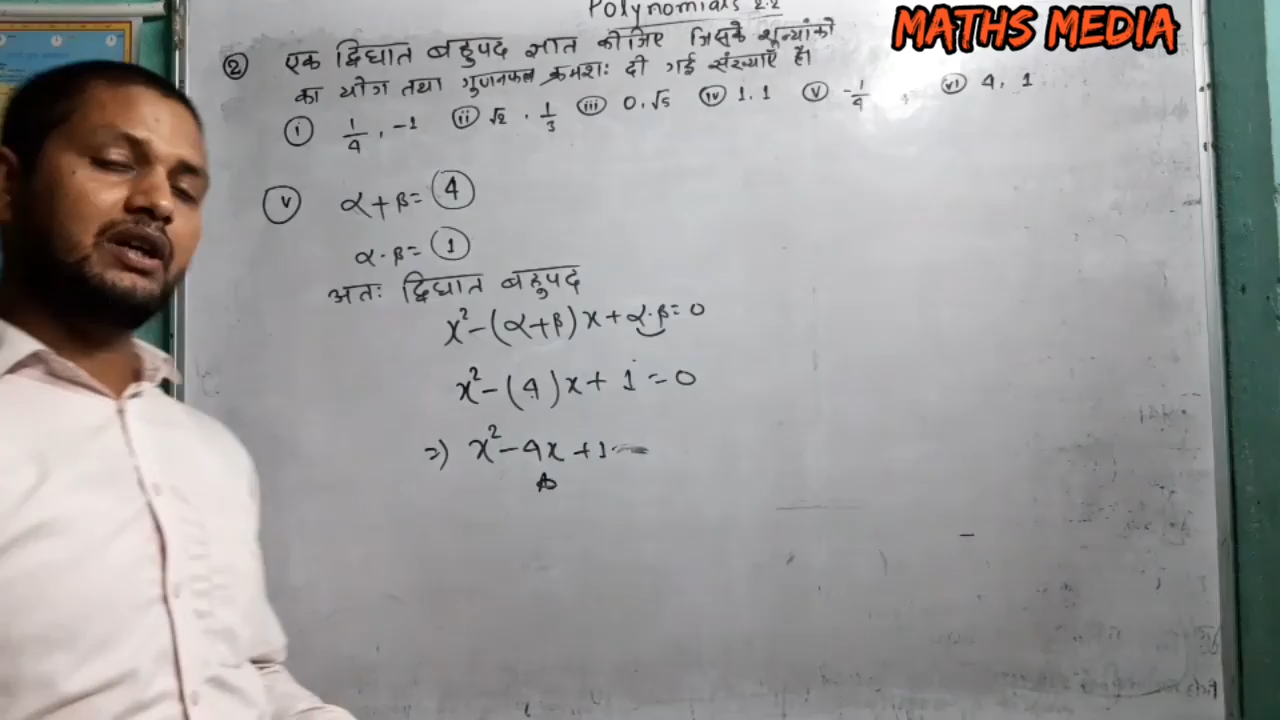 Polynomials 2.2
MATHS MEDIA
② एक द्विघात बहुपद ज्ञात कीजिए जिसके शून्यांको
का योग तथा गुणनफल क्रमशः दी गई संख्याएँ है।
(i) 1/4, -1 (ii) √2, 1/3 (iii) 0, √5 (iv) 1, 1 (v) -1/4, (vi) 4, 1
(v) α+β= 4
α·β= 1
अतः द्विघात बहुपद
x² - (α+β)x + α·β = 0
x² - (4)x + 1 = 0
=) x² - 4x + 1